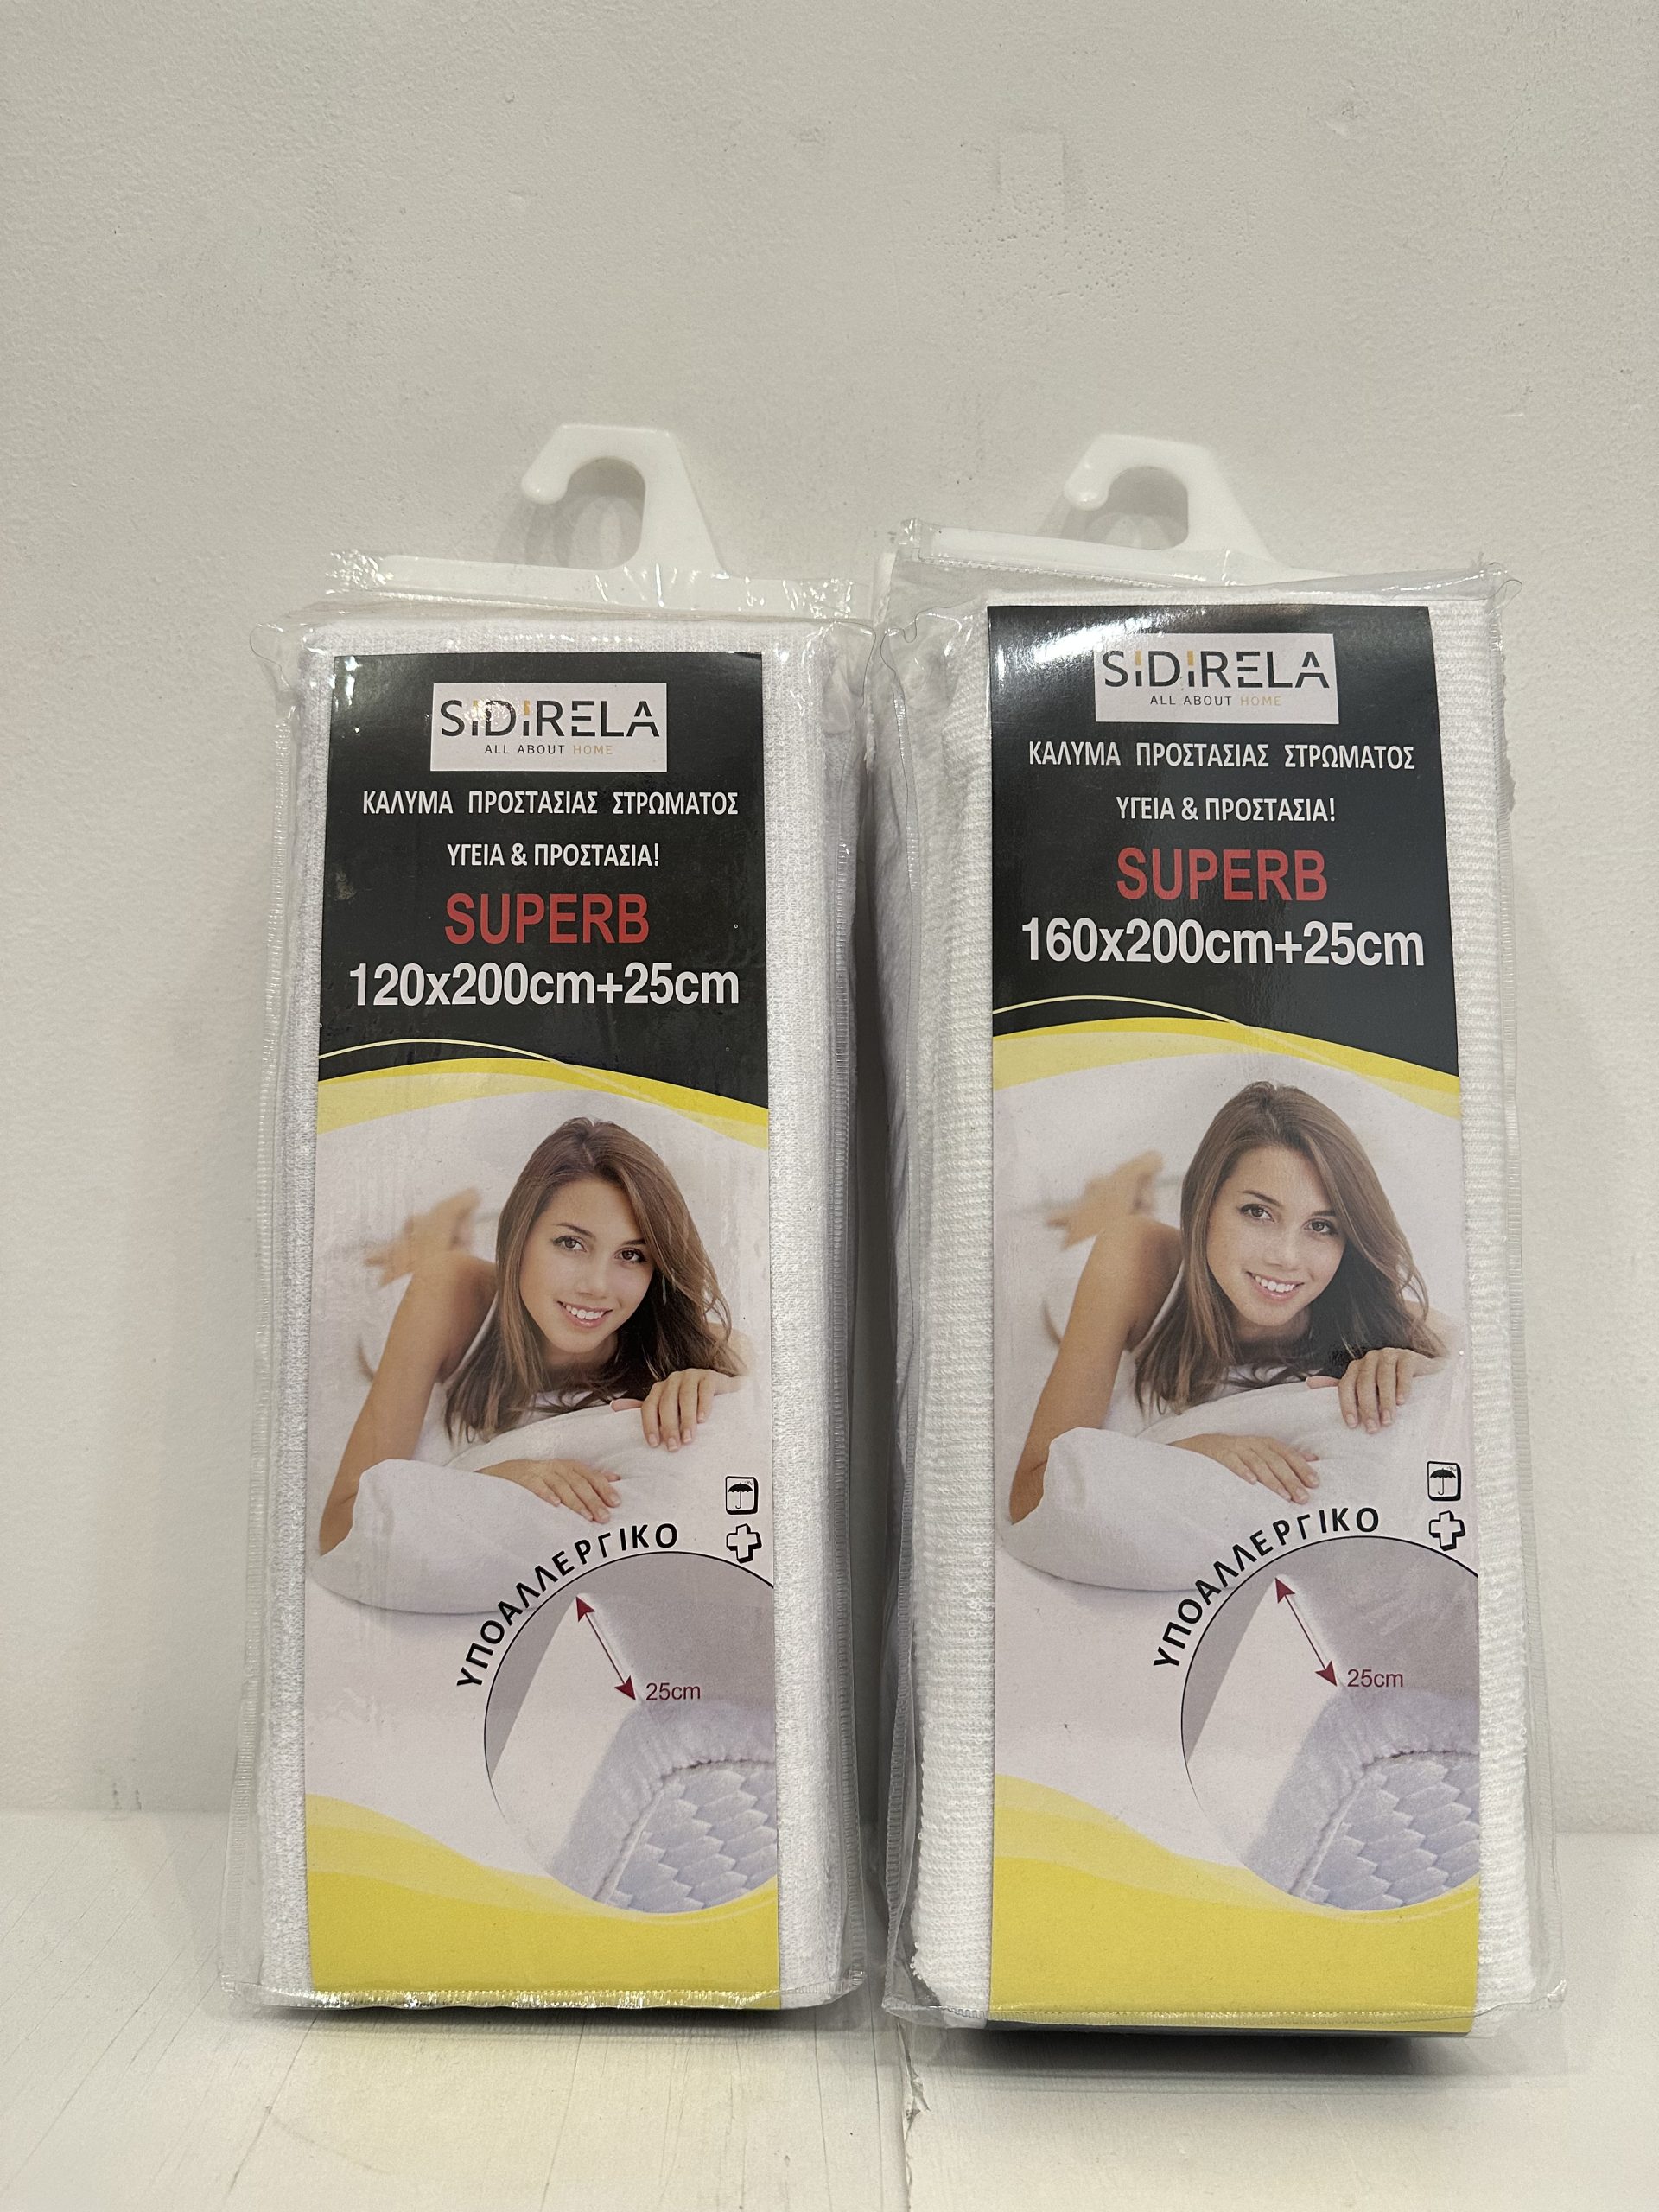 SIDIRELA
ALL ABOUT HOME
ΚΑΛΥΜΑ ΠΡΟΣΤΑΣΙΑΣ ΣΤΡΩΜΑΤΟΣ
ΥΓΕΙΑ & ΠΡΟΣΤΑΣΙΑ!
SUPERB
120x200cm+25cm
ΥΠΟΑΛΛΕΡΓΙΚΟ
25cm
SIDIRELA
ALL ABOUT HOME
ΚΑΛΥΜΑ ΠΡΟΣΤΑΣΙΑΣ ΣΤΡΩΜΑΤΟΣ
ΥΓΕΙΑ & ΠΡΟΣΤΑΣΙΑ!
SUPERB
160x200cm+25cm
ΥΠΟΑΛΛΕΡΓΙΚΟ
25cm